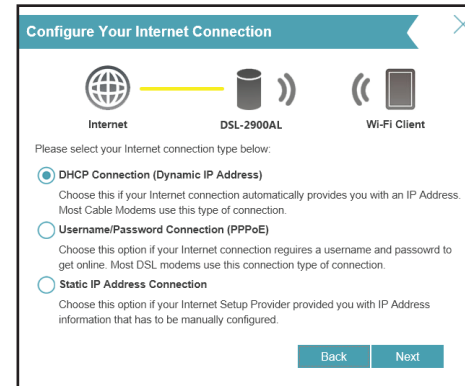 Configure Your Internet Connection
Internet
DSL-2900AL
Wi-Fi Client
Please select your Internet connection type below:
DHCP Connection (Dynamic IP Address)
Choose this if your Internet connection automatically provides you with an IP Address.
Most Cable Modems use this type of connection.
Username/Password Connection (PPPoE)
Choose this option if your Internet connection requires a username and passowrd to
get online. Most DSL modems use this connection type of connection.
Static IP Address Connection
Choose this option if your Internet Setup Provider provided you with IP Address
information that has to be manually configured.
Back
Next